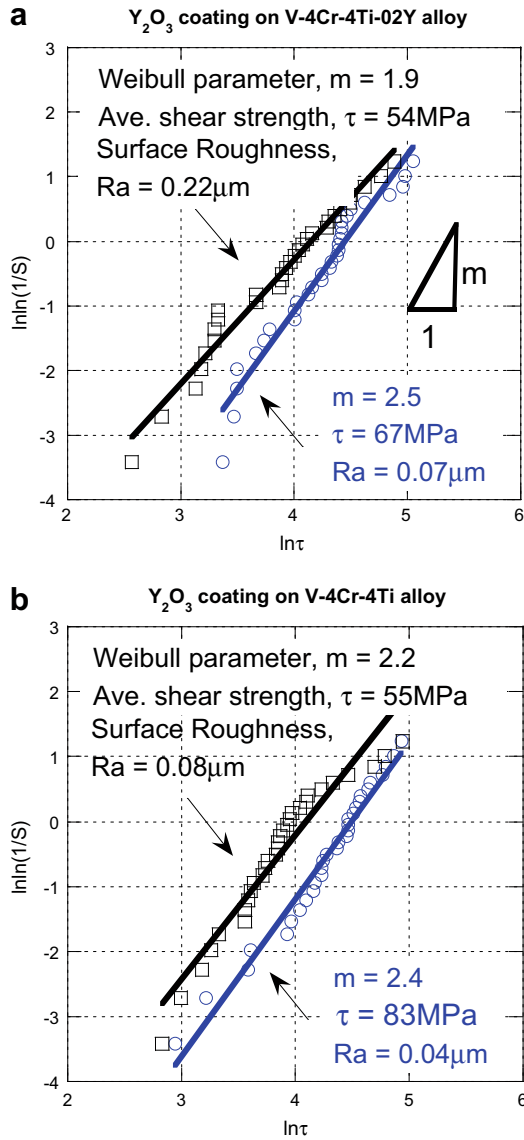 a
Y2O3 coating on V-4Cr-4Ti-02Y alloy
3
Weibull parameter, m = 1.9
2
Ave. shear strength, τ = 54MPa
Surface Roughness,
1
Ra = 0.22μm
0
lnln(1/S)
m
-1
1
-2
m = 2.5
-3
τ = 67MPa
Ra = 0.07μm
-4
2 3 4 5 6
lnτ
b
Y2O3 coating on V-4Cr-4Ti alloy
3
Weibull parameter, m = 2.2
2
Ave. shear strength, τ = 55MPa
Surface Roughness,
1
Ra = 0.08μm
0
lnln(1/S)
-1
-2
m = 2.4
-3
τ = 83MPa
Ra = 0.04μm
-4
2 3 4 5 6
lnτ